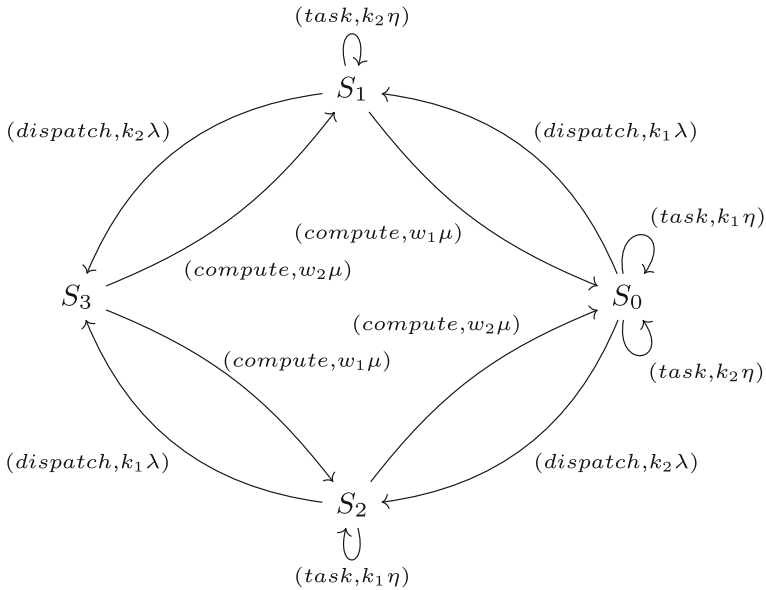 (task,k₂η)
S₁
(dispatch,k₂λ)
(dispatch,k₁λ)
(task,k₁η)
(compute,w₁μ)
(compute,w₂μ)
S₃
S₀
(compute,w₂μ)
(compute,w₁μ)
(task,k₂η)
(dispatch,k₁λ)
(dispatch,k₂λ)
S₂
(task,k₁η)